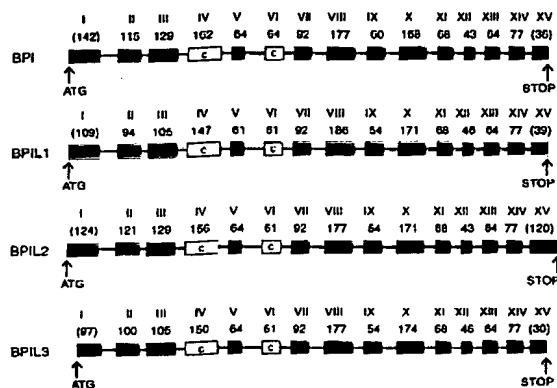 I II III IV V VI VII VIII IX X XI XII XIII XIV XV
(142) 115 129 162 64 64 92 177 60 168 68 43 64 77 (36)
BPI
c c
ATG STOP
I II III IV V VI VII VIII IX X XI XII XIII XIV XV
(109) 94 105 147 61 61 92 186 54 171 68 46 64 77 (39)
BPIL1
c c
ATG STOP
I II III IV V VI VII VIII IX X XI XII XIII XIV XV
(124) 121 129 156 64 61 92 177 54 171 68 43 64 77 (120)
BPIL2
c c
ATG STOP
I II III IV V VI VII VIII IX X XI XII XIII XIV XV
(97) 100 105 150 64 61 92 177 54 174 68 46 64 77 (30)
BPIL3
c c
ATG STOP